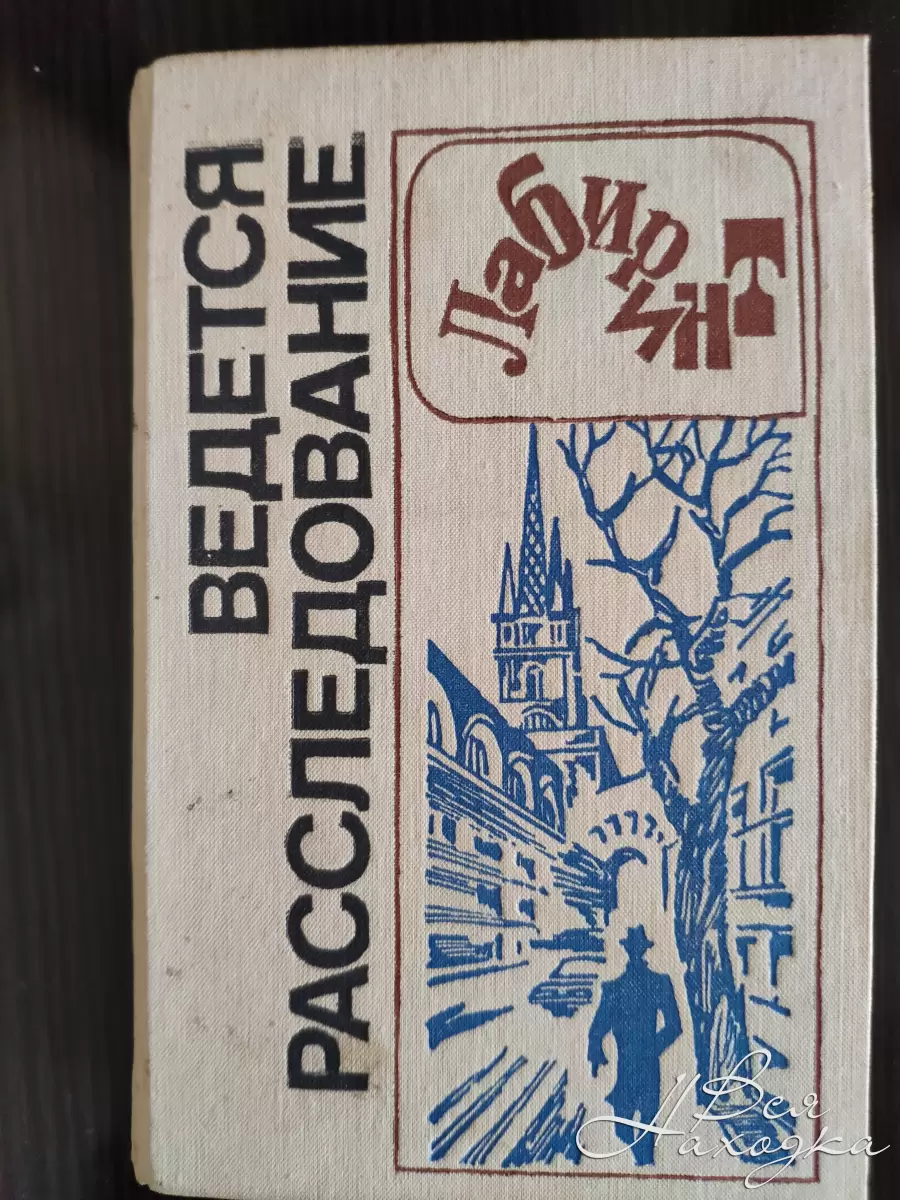 ВЕДЕТСЯ
РАССЛЕДОВАНИЕ
Лабиринт
Вся
Находка